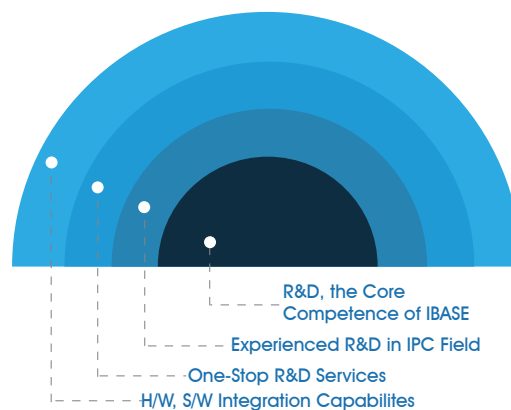 R&D, the Core
Competence of IBASE
Experienced R&D in IPC Field
One-Stop R&D Services
H/W, S/W Integration Capabilites